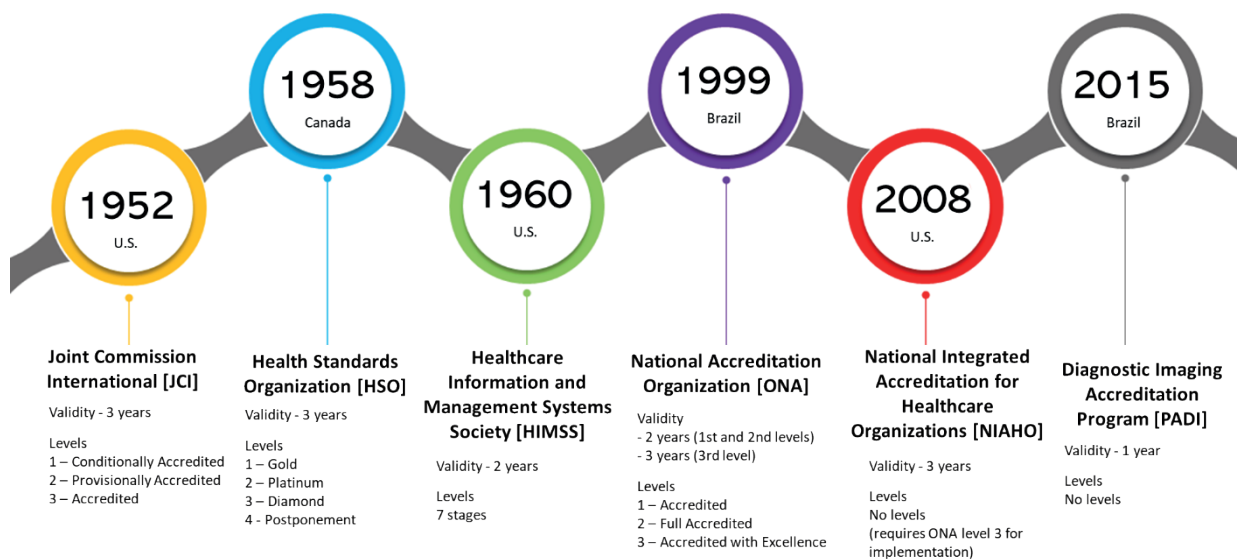 1952
U.S.
Joint Commission
International [JCI]
Validity - 3 years
Levels
1 – Conditionally Accredited
2 – Provisionally Accredited
3 – Accredited
1958
Canada
Health Standards
Organization [HSO]
Validity - 3 years
Levels
1 – Gold
2 – Platinum
3 – Diamond
4 - Postponement
1960
U.S.
Healthcare
Information and
Management Systems
Society [HIMSS]
Validity - 2 years
Levels
7 stages
1999
Brazil
National Accreditation
Organization [ONA]
Validity
- 2 years (1st and 2nd levels)
- 3 years (3rd level)
Levels
1 – Accredited
2 – Full Accredited
3 – Accredited with Excellence
2008
U.S.
National Integrated
Accreditation for
Healthcare
Organizations [NIAHO]
Validity - 3 years
Levels
No levels
(requires ONA level 3 for
implementation)
2015
Brazil
Diagnostic Imaging
Accreditation
Program [PADI]
Validity - 1 year
Levels
No levels